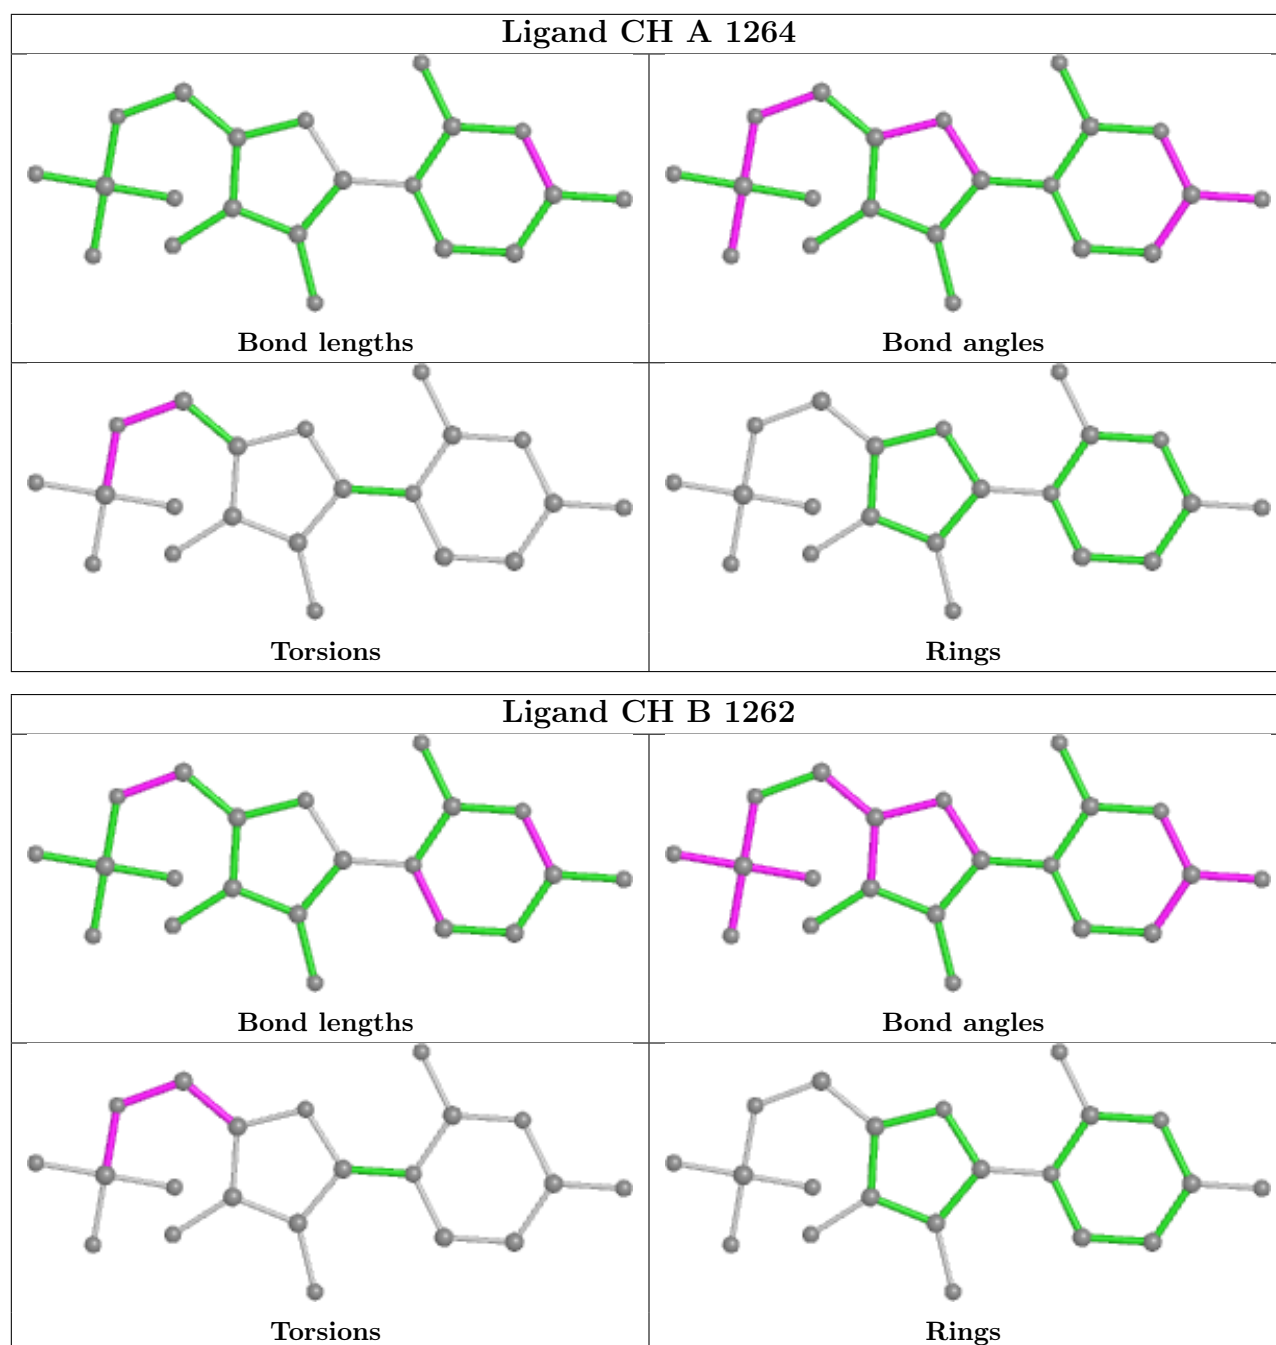 Ligand CH A 1264
Bond lengths
Bond angles
Torsions
Rings
Ligand CH B 1262
Bond lengths
Bond angles
Torsions
Rings